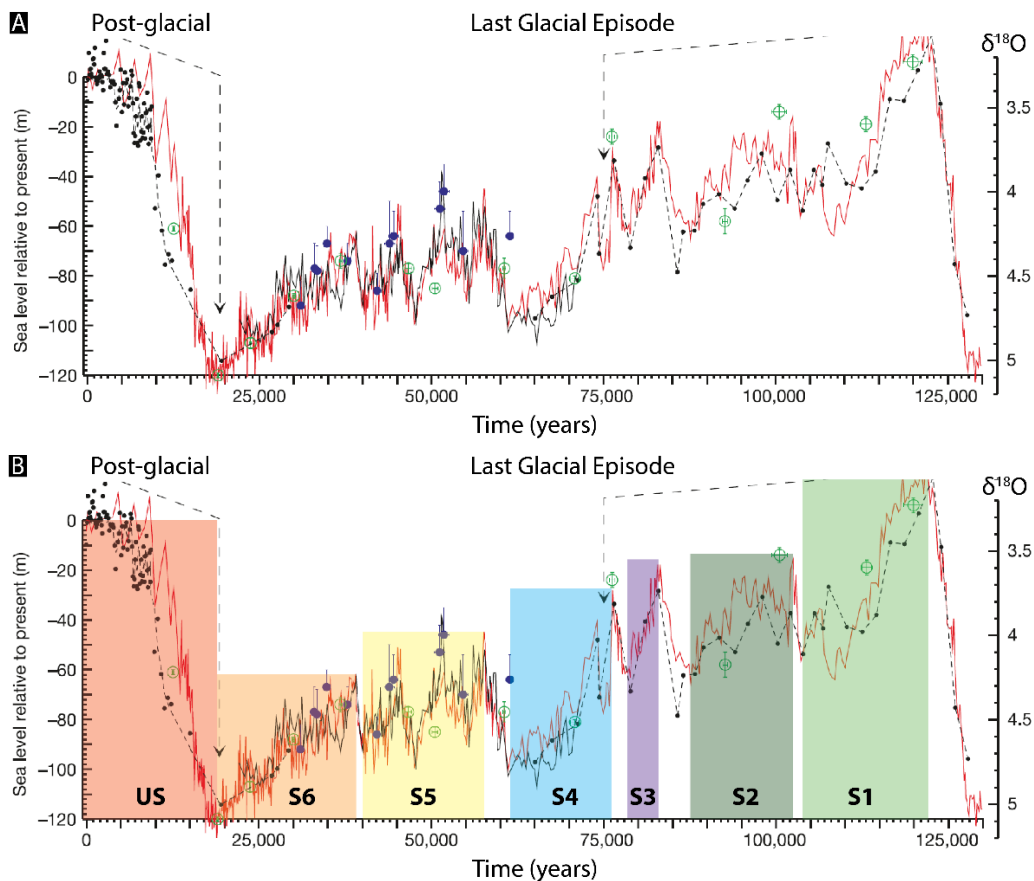 A
Post-glacial Last Glacial Episode
δ18O
0
−20
−40
−60
−80
−100
−120
Sea level relative to present (m)
3.5
4
4.5
5
0 25,000 50,000 75,000 100,000 125,000
Time (years)
B
Post-glacial Last Glacial Episode
δ18O
0
−20
−40
−60
−80
−100
−120
Sea level relative to present (m)
3.5
4
4.5
5
US S6 S5 S4 S3 S2 S1
0 25,000 50,000 75,000 100,000 125,000
Time (years)